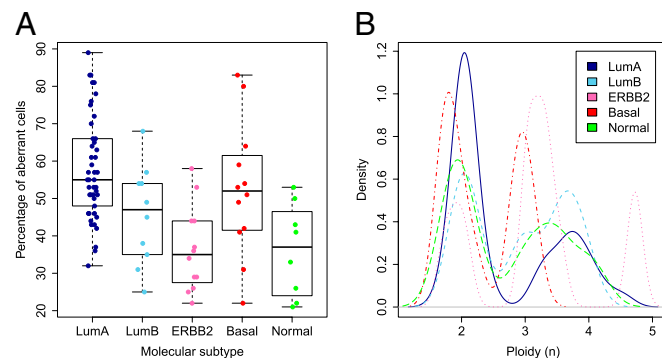 A
Percentage of aberrant cells
90
80
70
60
50
40
30
20
LumA LumB ERBB2 Basal Normal
Molecular subtype
B
Density
1.2
1.0
0.8
0.6
0.4
0.2
0.0
LumA
LumB
ERBB2
Basal
Normal
2 3 4 5
Ploidy (n)